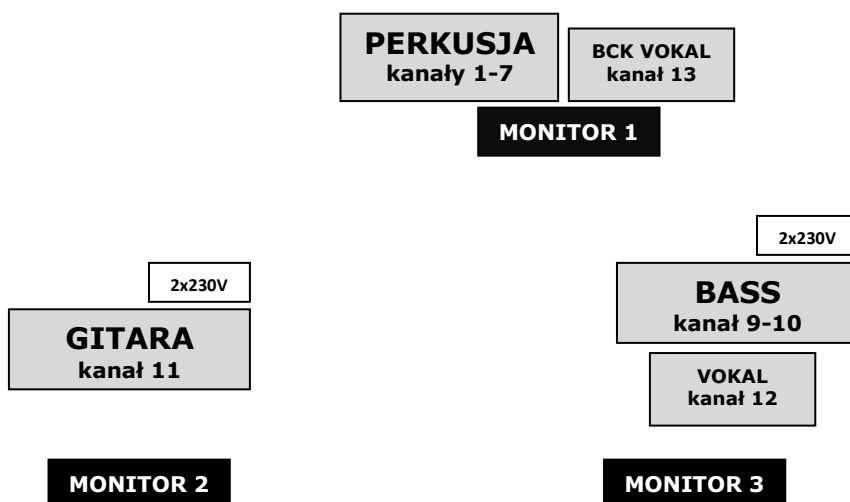 PERKUSJA
kanały 1-7
BCK VOKAL
kanał 13
MONITOR 1
2x230V
BASS
kanał 9-10
2x230V
GITARA
kanał 11
VOKAL
kanał 12
MONITOR 2
MONITOR 3